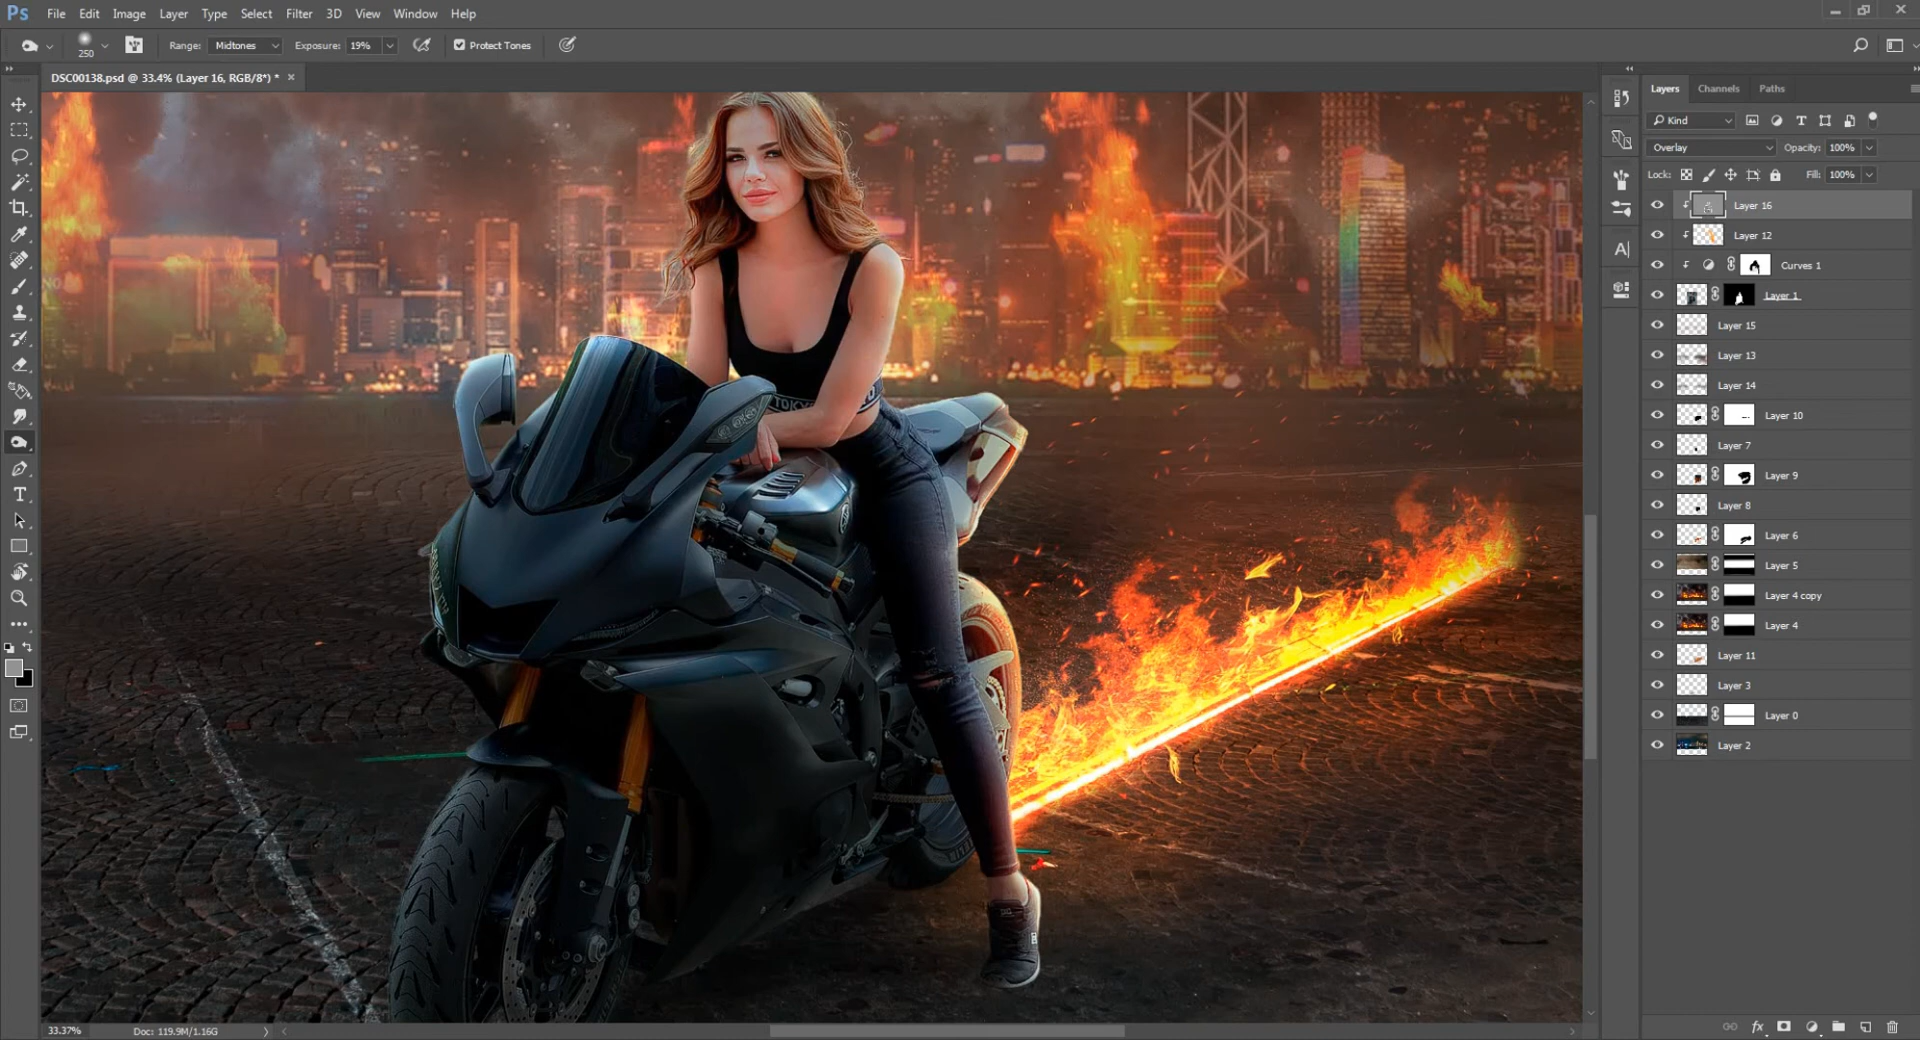 Ps File Edit Image Layer Type Select Filter 3D View Window Help
250 Range: Midtones Exposure: 19% Protect Tones
DSC00138.psd @ 33.4% (Layer 16, RGB/8*) * ×
Layers Channels Paths
Kind
Overlay Opacity: 100%
Lock: Fill: 100%
Layer 16
Layer 12
Curves 1
Layer 1
Layer 15
Layer 13
Layer 14
Layer 10
Layer 7
Layer 9
Layer 8
Layer 6
Layer 5
Layer 4 copy
Layer 4
Layer 11
Layer 3
Layer 0
Layer 2
TOKY
33.37% Doc: 119.9M/1.16G
fx